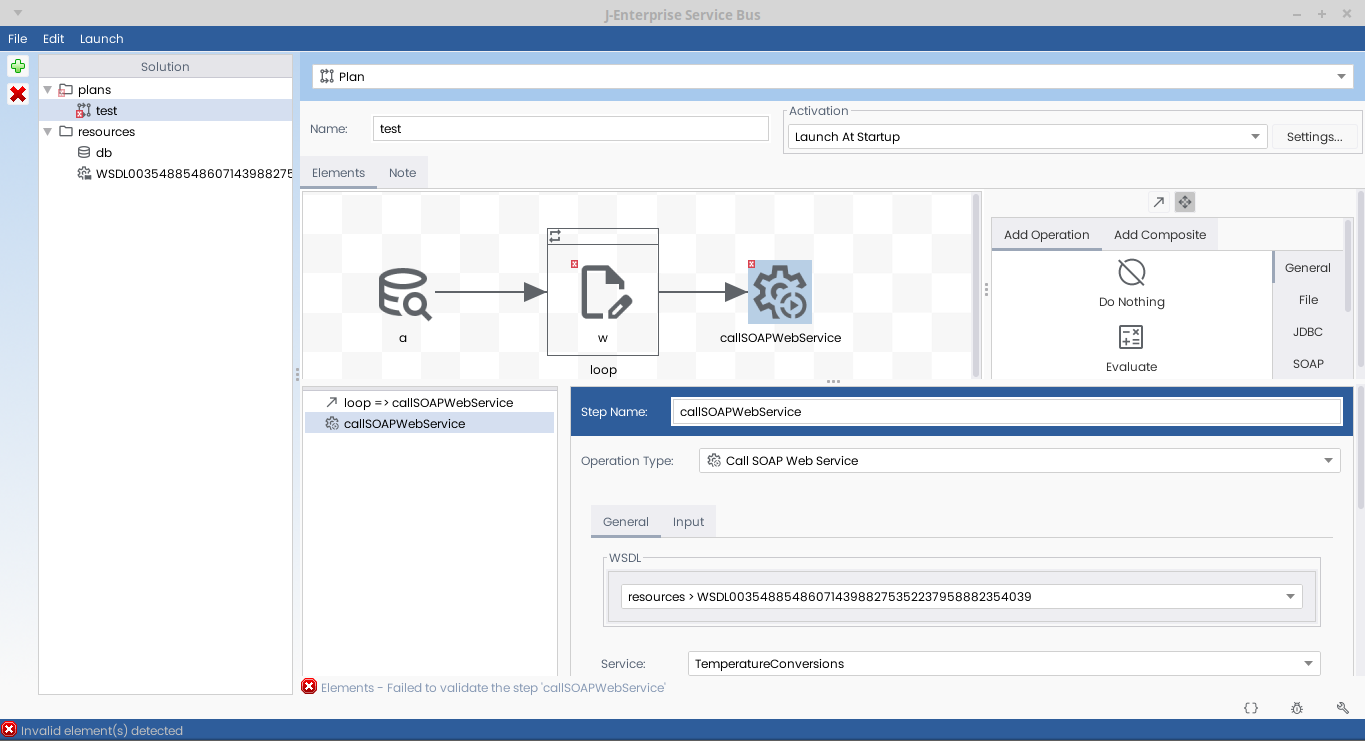 J-Enterprise Service Bus
File Edit Launch
Solution
plans
test
resources
db
WSDL0035488548607143988275
Plan
Name: test
Activation
Launch At Startup Settings...
Elements Note
a
w
loop
callSOAPWebService
Add Operation Add Composite
Do Nothing
Evaluate
General
File
JDBC
SOAP
loop => callSOAPWebService
callSOAPWebService
Step Name: callSOAPWebService
Operation Type: Call SOAP Web Service
General Input
WSDL
resources > WSDL0035488548607143988275352237958882354039
Service: TemperatureConversions
Elements - Failed to validate the step 'callSOAPWebService'
Invalid element(s) detected